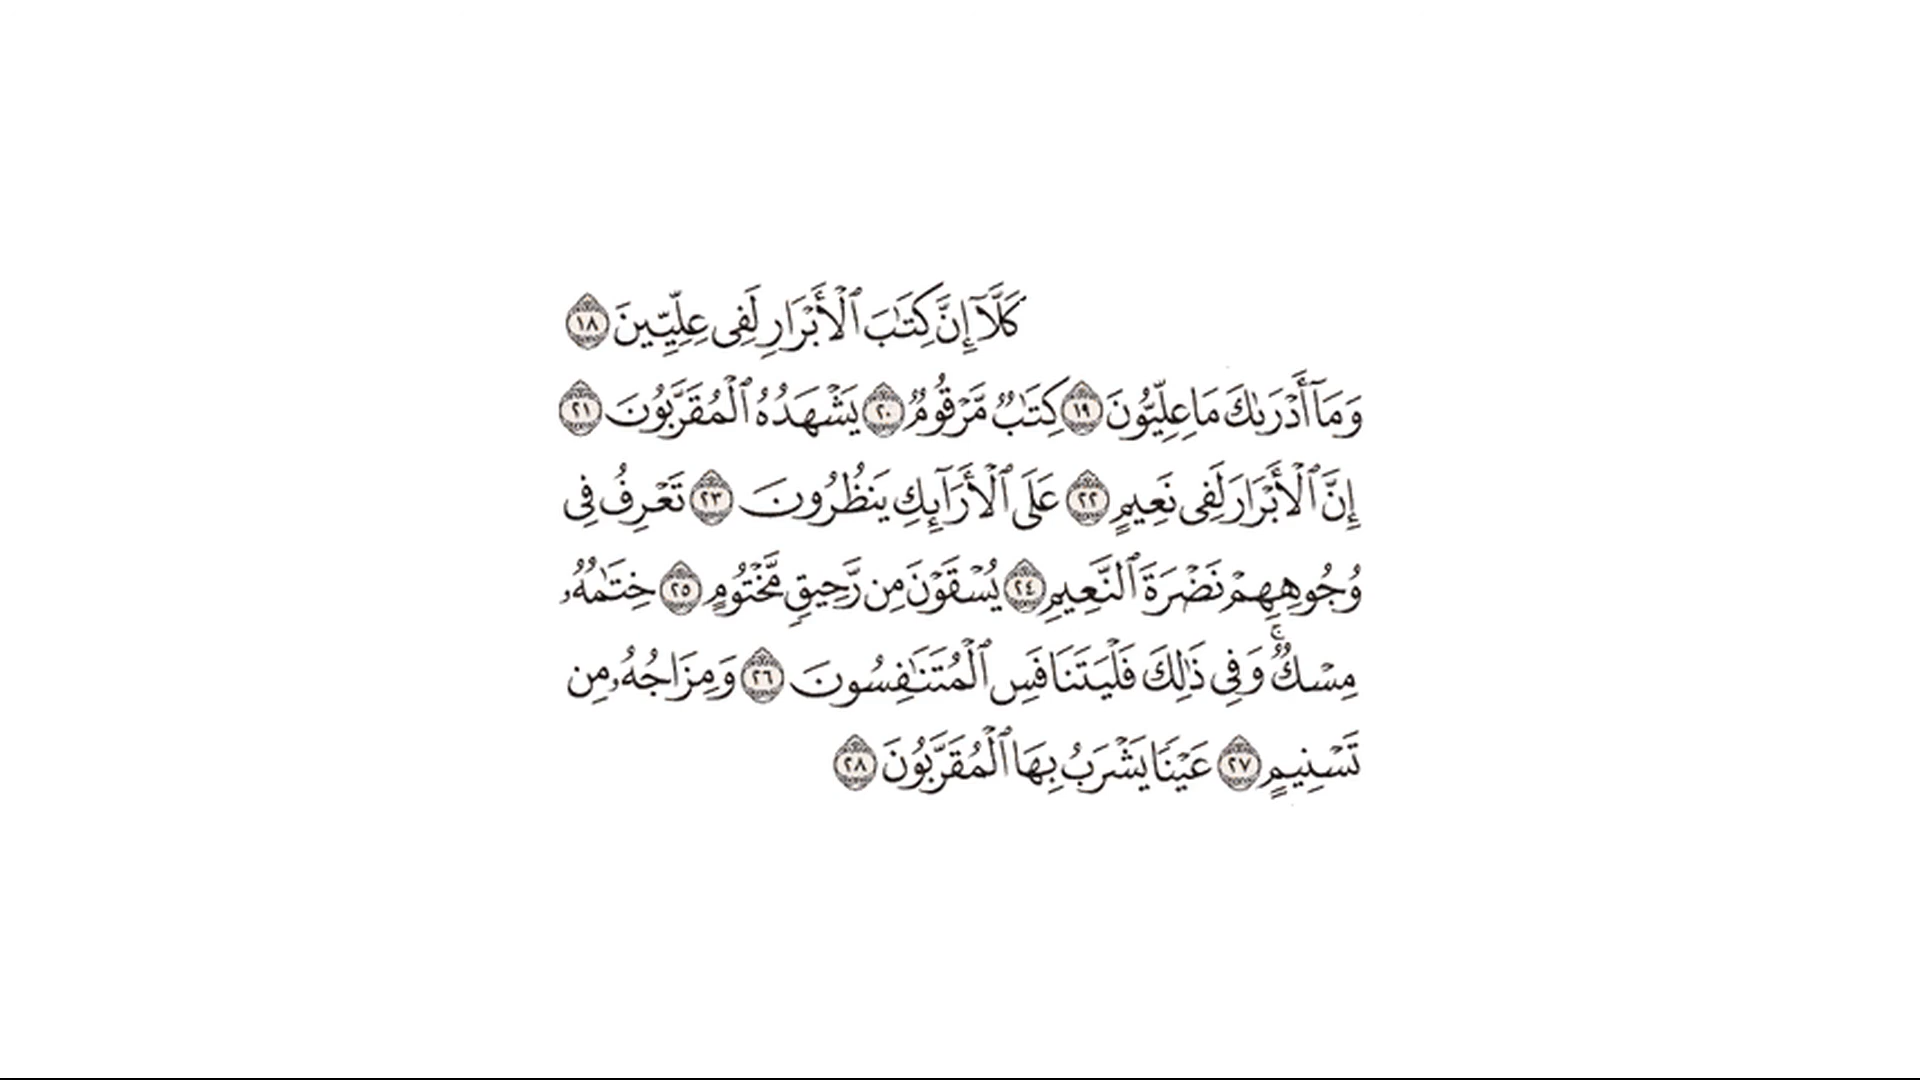 كَلَّآ إِنَّ كِتَـٰبَ ٱلْأَبْرَارِ لَفِى عِلِّيِّينَ ١٨
وَمَآ أَدْرَىٰكَ مَا عِلِّيُّونَ ١٩ كِتَـٰبٌ مَّرْقُومٌ ٢٠ يَشْهَدُهُ ٱلْمُقَرَّبُونَ ٢١
إِنَّ ٱلْأَبْرَارَ لَفِى نَعِيمٍ ٢٢ عَلَى ٱلْأَرَآئِكِ يَنظُرُونَ ٢٣ تَعْرِفُ فِى
وُجُوهِهِمْ نَضْرَةَ ٱلنَّعِيمِ ٢٤ يُسْقَوْنَ مِن رَّحِيقٍ مَّخْتُومٍ ٢٥ خِتَـٰمُهُۥ
مِسْكٌ ۚ وَفِى ذَٰلِكَ فَلْيَتَنَافَسِ ٱلْمُتَنَـٰفِسُونَ ٢٦ وَمِزَاجُهُۥ مِن
تَسْنِيمٍ ٢٧ عَيْنًا يَشْرَبُ بِهَا ٱلْمُقَرَّبُونَ ٢٨